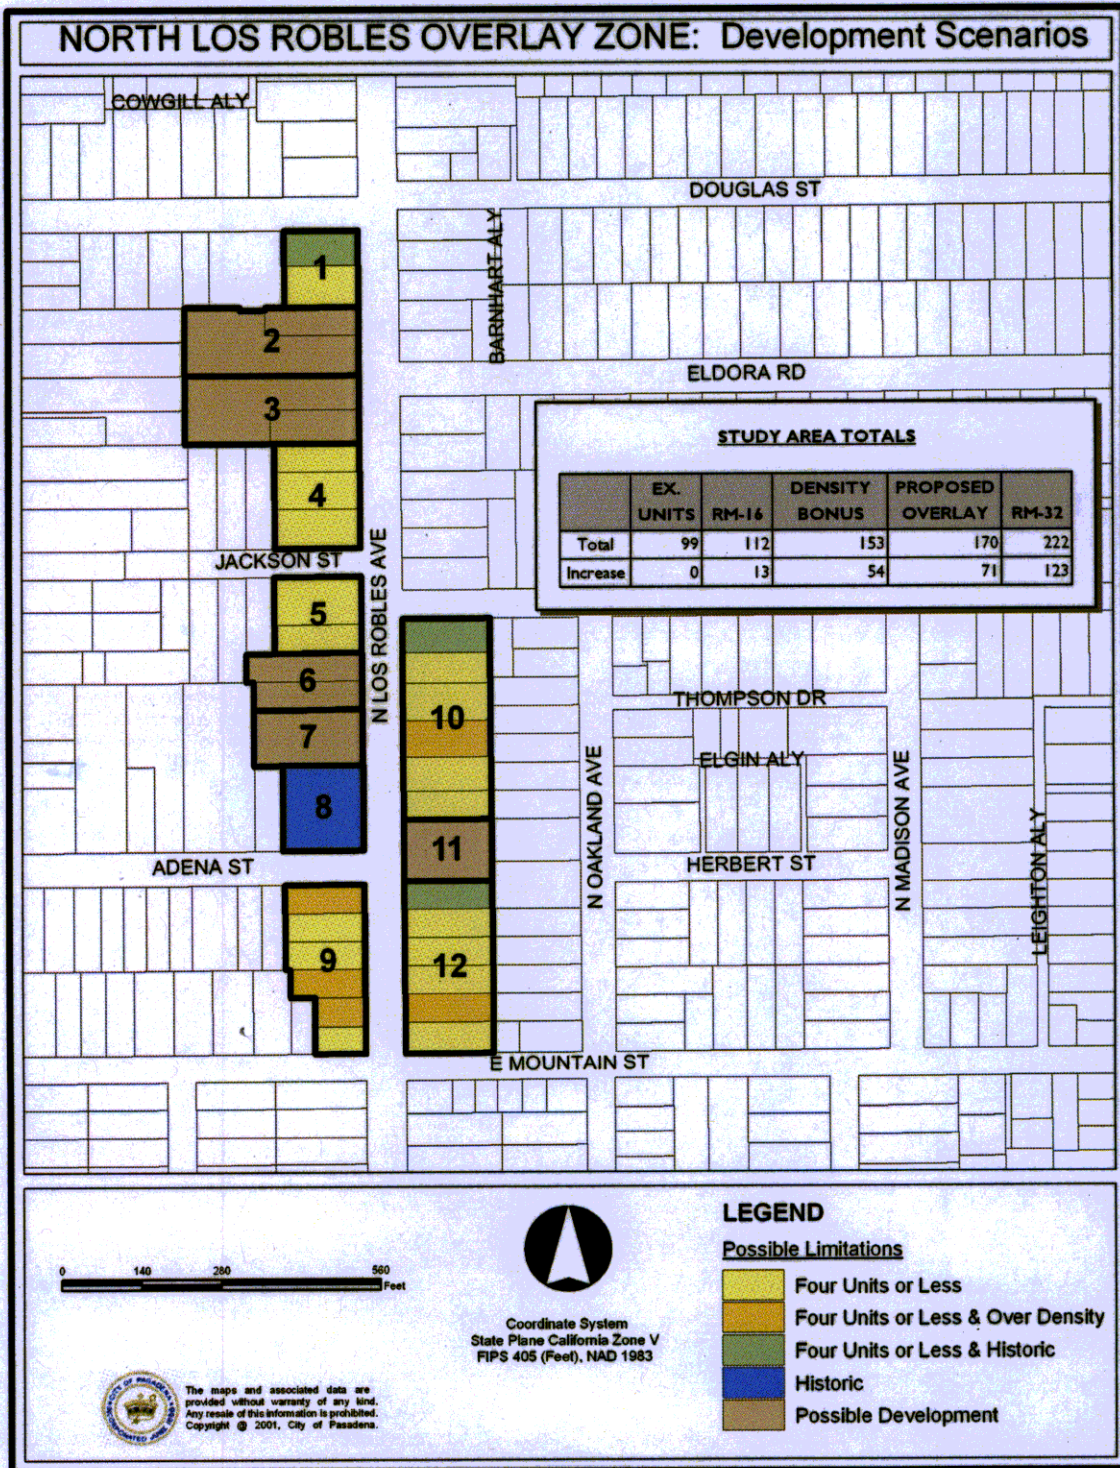 NORTH LOS ROBLES OVERLAY ZONE: Development Scenarios
COWGILL ALY
DOUGLAS ST
BARNHART ALY
1
2
ELDORA RD
3
STUDY AREA TOTALS
EX. UNITS RM-16 DENSITY BONUS PROPOSED OVERLAY RM-32
Total 99 112 153 170 222
Increase 0 13 54 71 123
4
JACKSON ST
N LOS ROBLES AVE
5
6
7
8
THOMPSON DR
10
ELGIN ALY
N OAKLAND AVE
N MADISON AVE
11
ADENA ST
HERBERT ST
LEIGHTON ALY
9
12
E MOUNTAIN ST
0 140 280 560
Feet
Coordinate System
State Plane California Zone V
FIPS 405 (Feet), NAD 1983
CITY OF PASADENA
The maps and associated data are
provided without warranty of any kind.
Any resale of this information is prohibited.
Copyright @ 2001, City of Pasadena.
LEGEND
Possible Limitations
Four Units or Less
Four Units or Less & Over Density
Four Units or Less & Historic
Historic
Possible Development